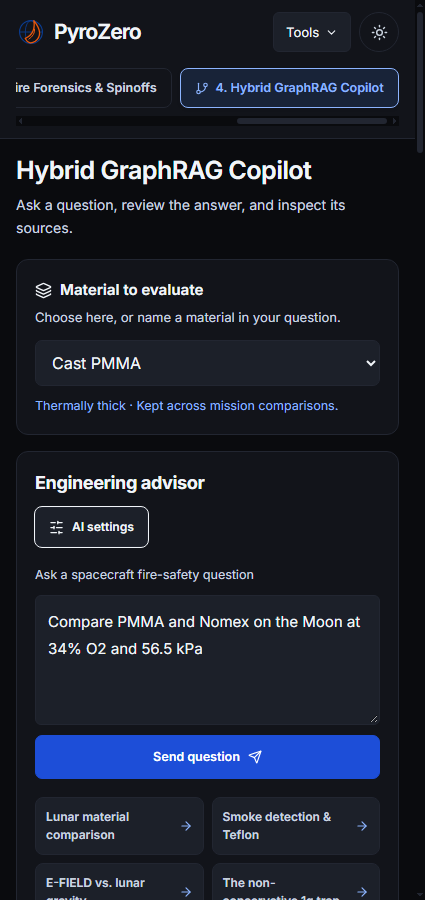 PyroZero
Tools
ire Forensics & Spinoffs
4. Hybrid GraphRAG Copilot
Hybrid GraphRAG Copilot
Ask a question, review the answer, and inspect its
sources.
Material to evaluate
Choose here, or name a material in your question.
Cast PMMA
Thermally thick · Kept across mission comparisons.
Engineering advisor
AI settings
Ask a spacecraft fire-safety question
Compare PMMA and Nomex on the Moon at
34% O2 and 56.5 kPa
Send question
Lunar material
comparison
Smoke detection &
Teflon
E-FIELD vs. lunar
gravity
The non-
conservative 1g trap